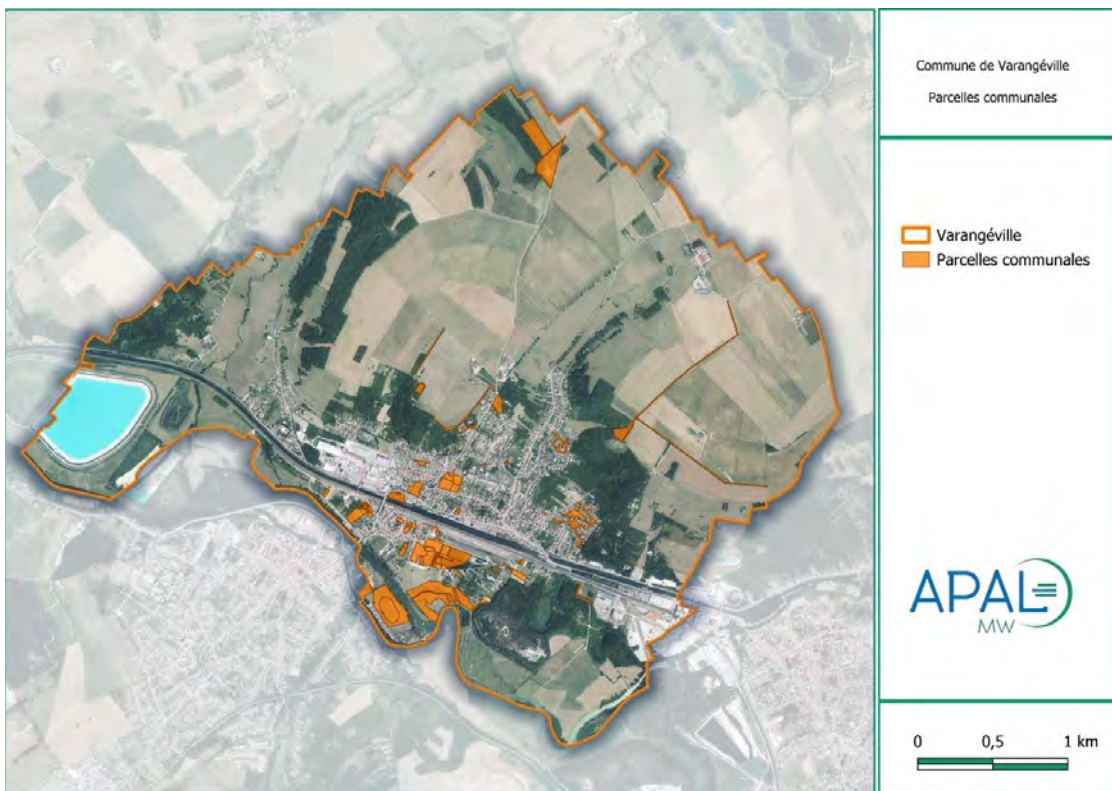 Commune de Varangéville
Parcelles communales
Varangéville
Parcelles communales
APAL
MW
0 0,5 1 km